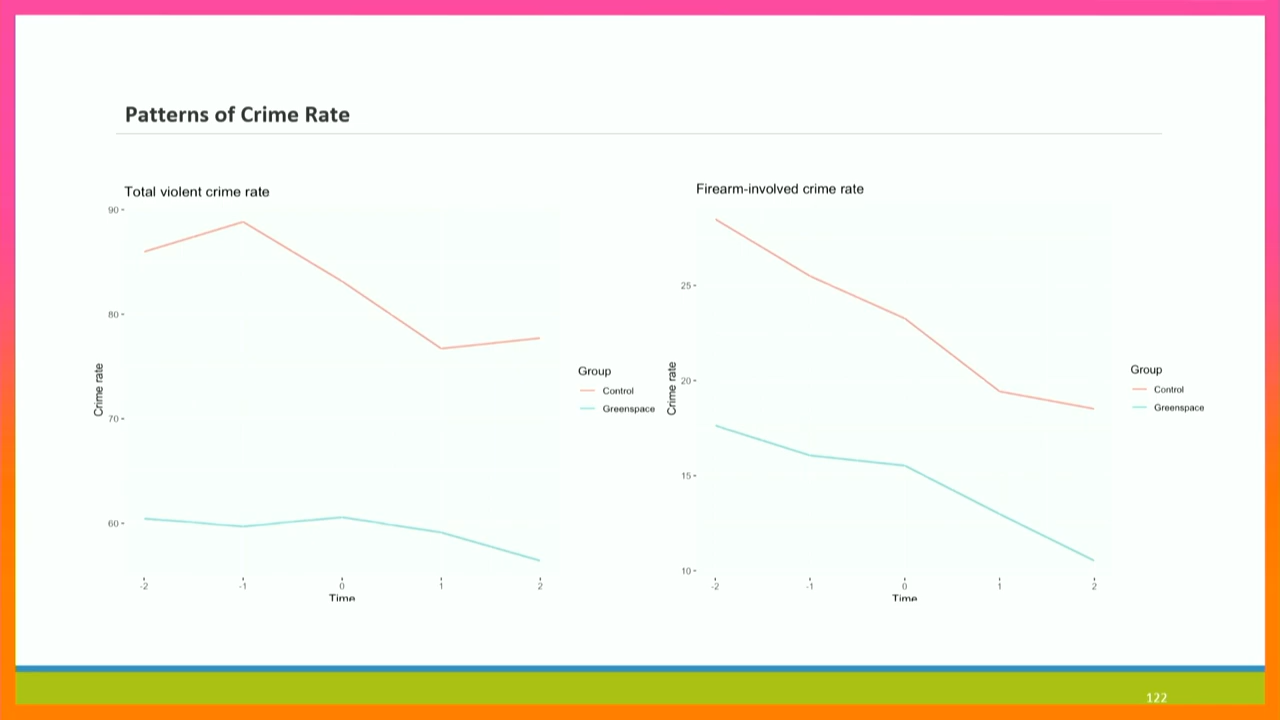 Patterns of Crime Rate
Total violent crime rate
90
80
70
60
Crime rate
-2
-1
0
1
2
Time
Group
Control
Greenspace
Firearm-involved crime rate
25
20
15
10
Crime rate
-2
-1
0
1
2
Time
Group
Control
Greenspace
122